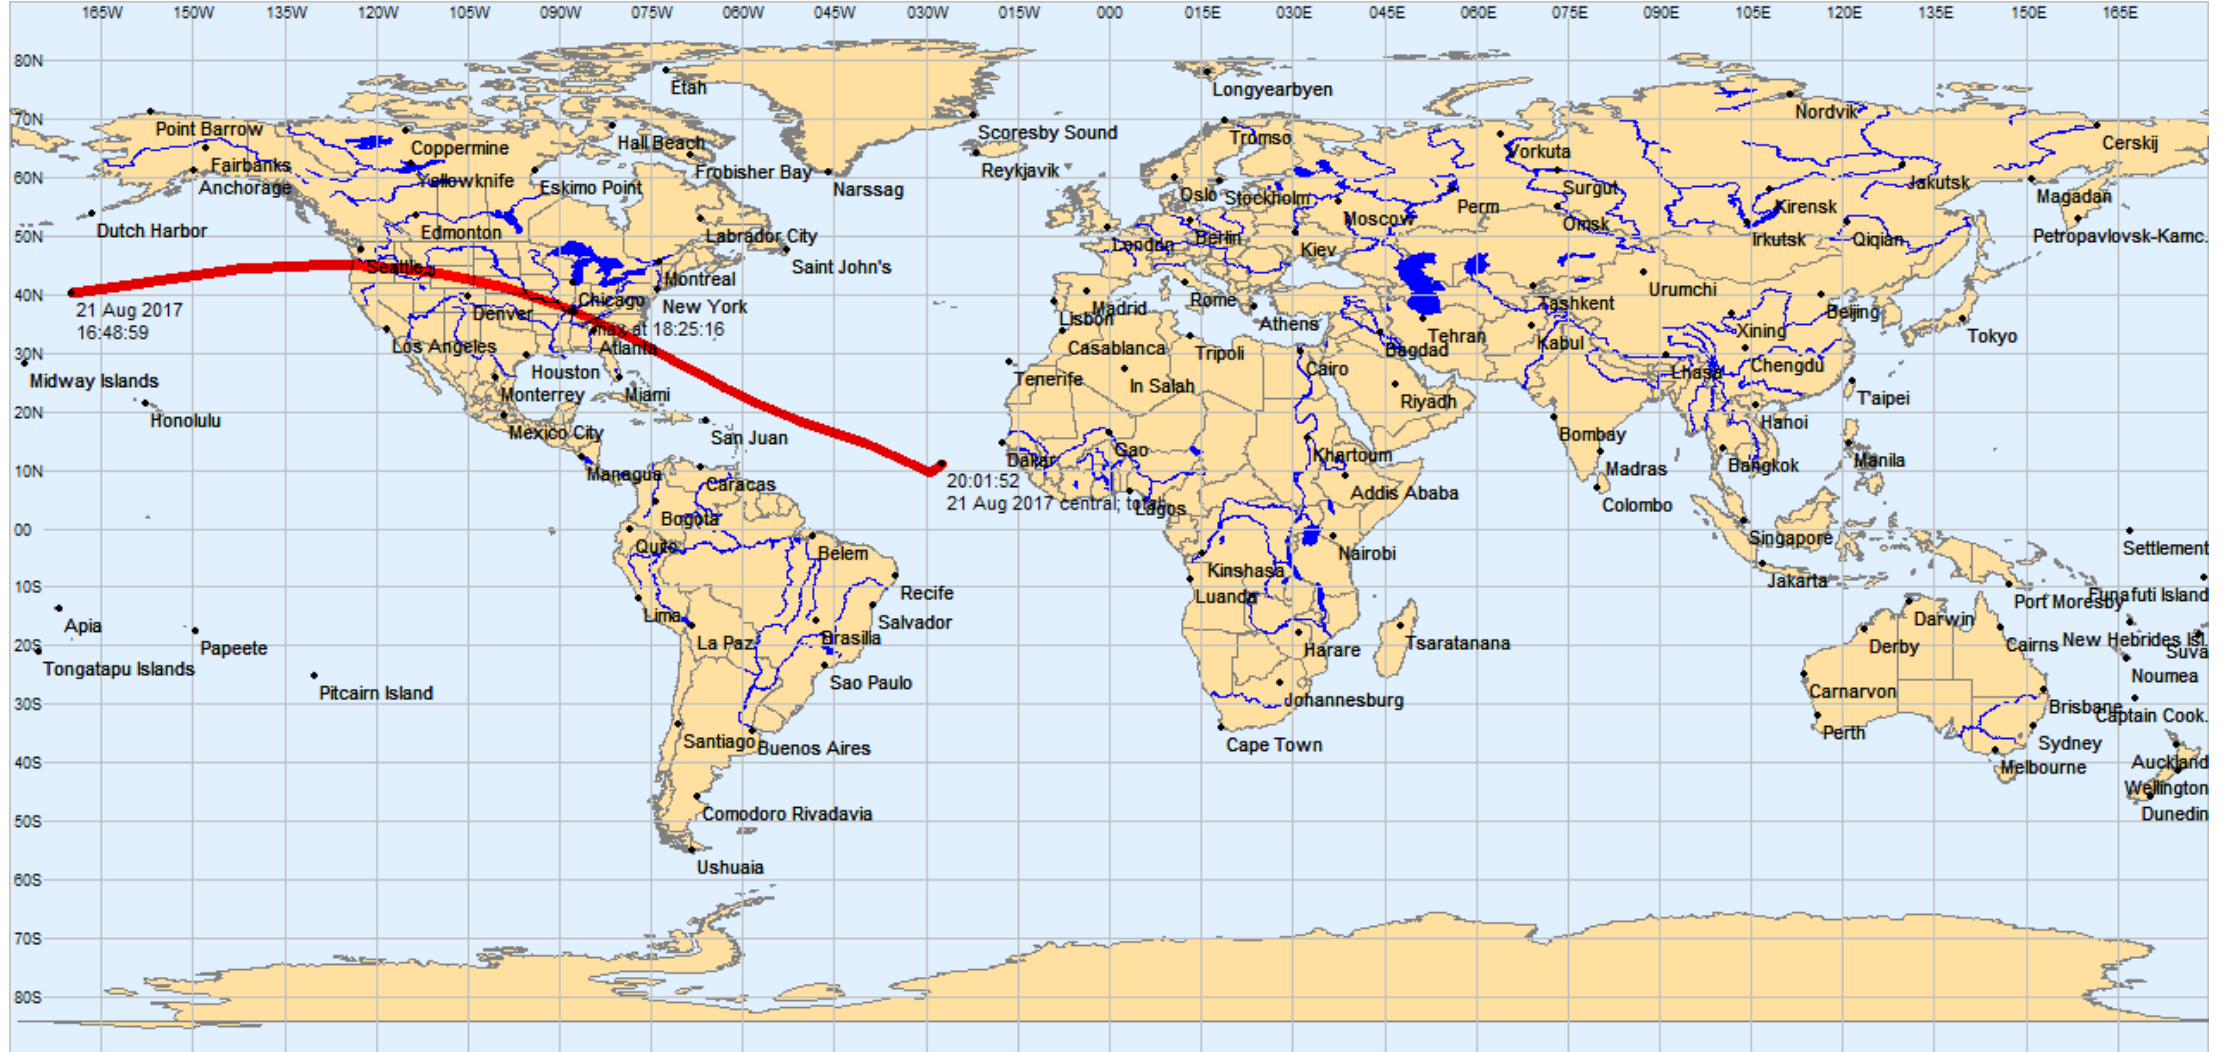 165W 150W 135W 120W 105W 090W 075W 060W 045W 030W 015W 000 015E 030E 045E 060E 075E 090E 105E 120E 135E 150E 165E
80N
Etah
Longyearbyen
Nordvik
70N
Point Barrow
Scoresby Sound
Tromso
Coppermine
Hall Beach
Cerskij
Vorkuta
Fairbanks
Reykjavik
Frobisher Bay
60N
Yellowknife
Anchorage
Eskimo Point
Narssag
Oslo
Stockholm
Surgut
Jakutsk
Magadan
Perm
Kirensk
Moscow
Omsk
Dutch Harbor
Edmonton
Labrador City
50N
London
Berlin
Kiev
Irkutsk
Qiqian
Petropavlovsk-Kamc.
Seattle
Saint John's
Montreal
Urumchi
40N
Chicago
New York
Madrid
Rome
Tashkent
21 Aug 2017
16:48:59
Denver
Lisbon
Athens
Beijing
max at 18:25:16
Tehran
Kabul
Xining
Tokyo
Los Angeles
Atlanta
Casablanca
Tripoli
Bagdad
30N
Cairo
Chengdu
Houston
Lhasa
Midway Islands
Tenerife
In Salah
Monterrey
Miami
Riyadh
T'aipei
20N
Honolulu
Hanoi
Mexico City
San Juan
Bombay
Gao
Khartoum
Dakar
Manila
Bangkok
Madras
10N
Managua
Caracas
20:01:52
21 Aug 2017 central; total
Addis Ababa
Lagos
Colombo
Bogota
00
Singapore
Quito
Belem
Nairobi
Settlement
Kinshasa
Jakarta
10S
Recife
Luanda
Port Moresby
Funafuti Island
Lima
Apia
Salvador
Darwin
La Paz
Brasilia
Tsaratanana
New Hebrides Isl.
20S
Papeete
Harare
Derby
Cairns
Suva
Tongatapu Islands
Noumea
Sao Paulo
Pitcairn Island
Carnarvon
30S
Johannesburg
Brisbane
Captain Cook.
Perth
Santiago
Buenos Aires
Cape Town
Sydney
40S
Auckland
Melbourne
Wellington
Comodoro Rivadavia
Dunedin
50S
Ushuaia
60S
70S
80S